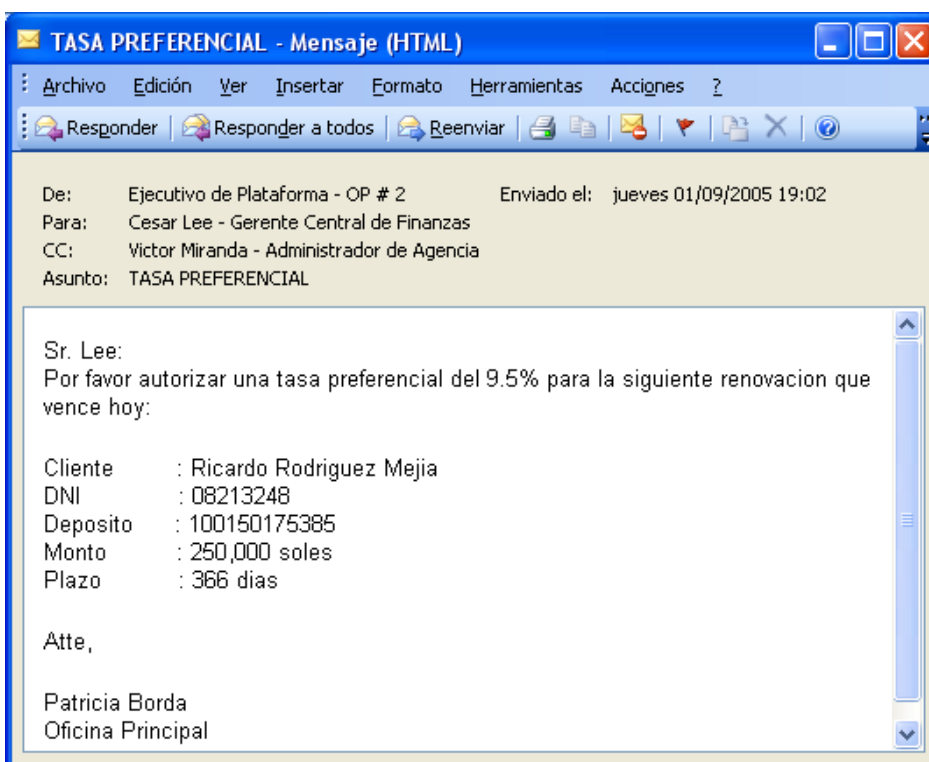 TASA PREFERENCIAL - Mensaje (HTML)
Archivo Edición Ver Insertar Formato Herramientas Acciones ?
Responder Responder a todos Reenviar
De: Ejecutivo de Plataforma - OP # 2 Enviado el: jueves 01/09/2005 19:02
Para: Cesar Lee - Gerente Central de Finanzas
CC: Victor Miranda - Administrador de Agencia
Asunto: TASA PREFERENCIAL
Sr. Lee:
Por favor autorizar una tasa preferencial del 9.5% para la siguiente renovacion que
vence hoy:
Cliente : Ricardo Rodriguez Mejia
DNI : 08213248
Deposito : 100150175385
Monto : 250,000 soles
Plazo : 366 dias
Atte,
Patricia Borda
Oficina Principal